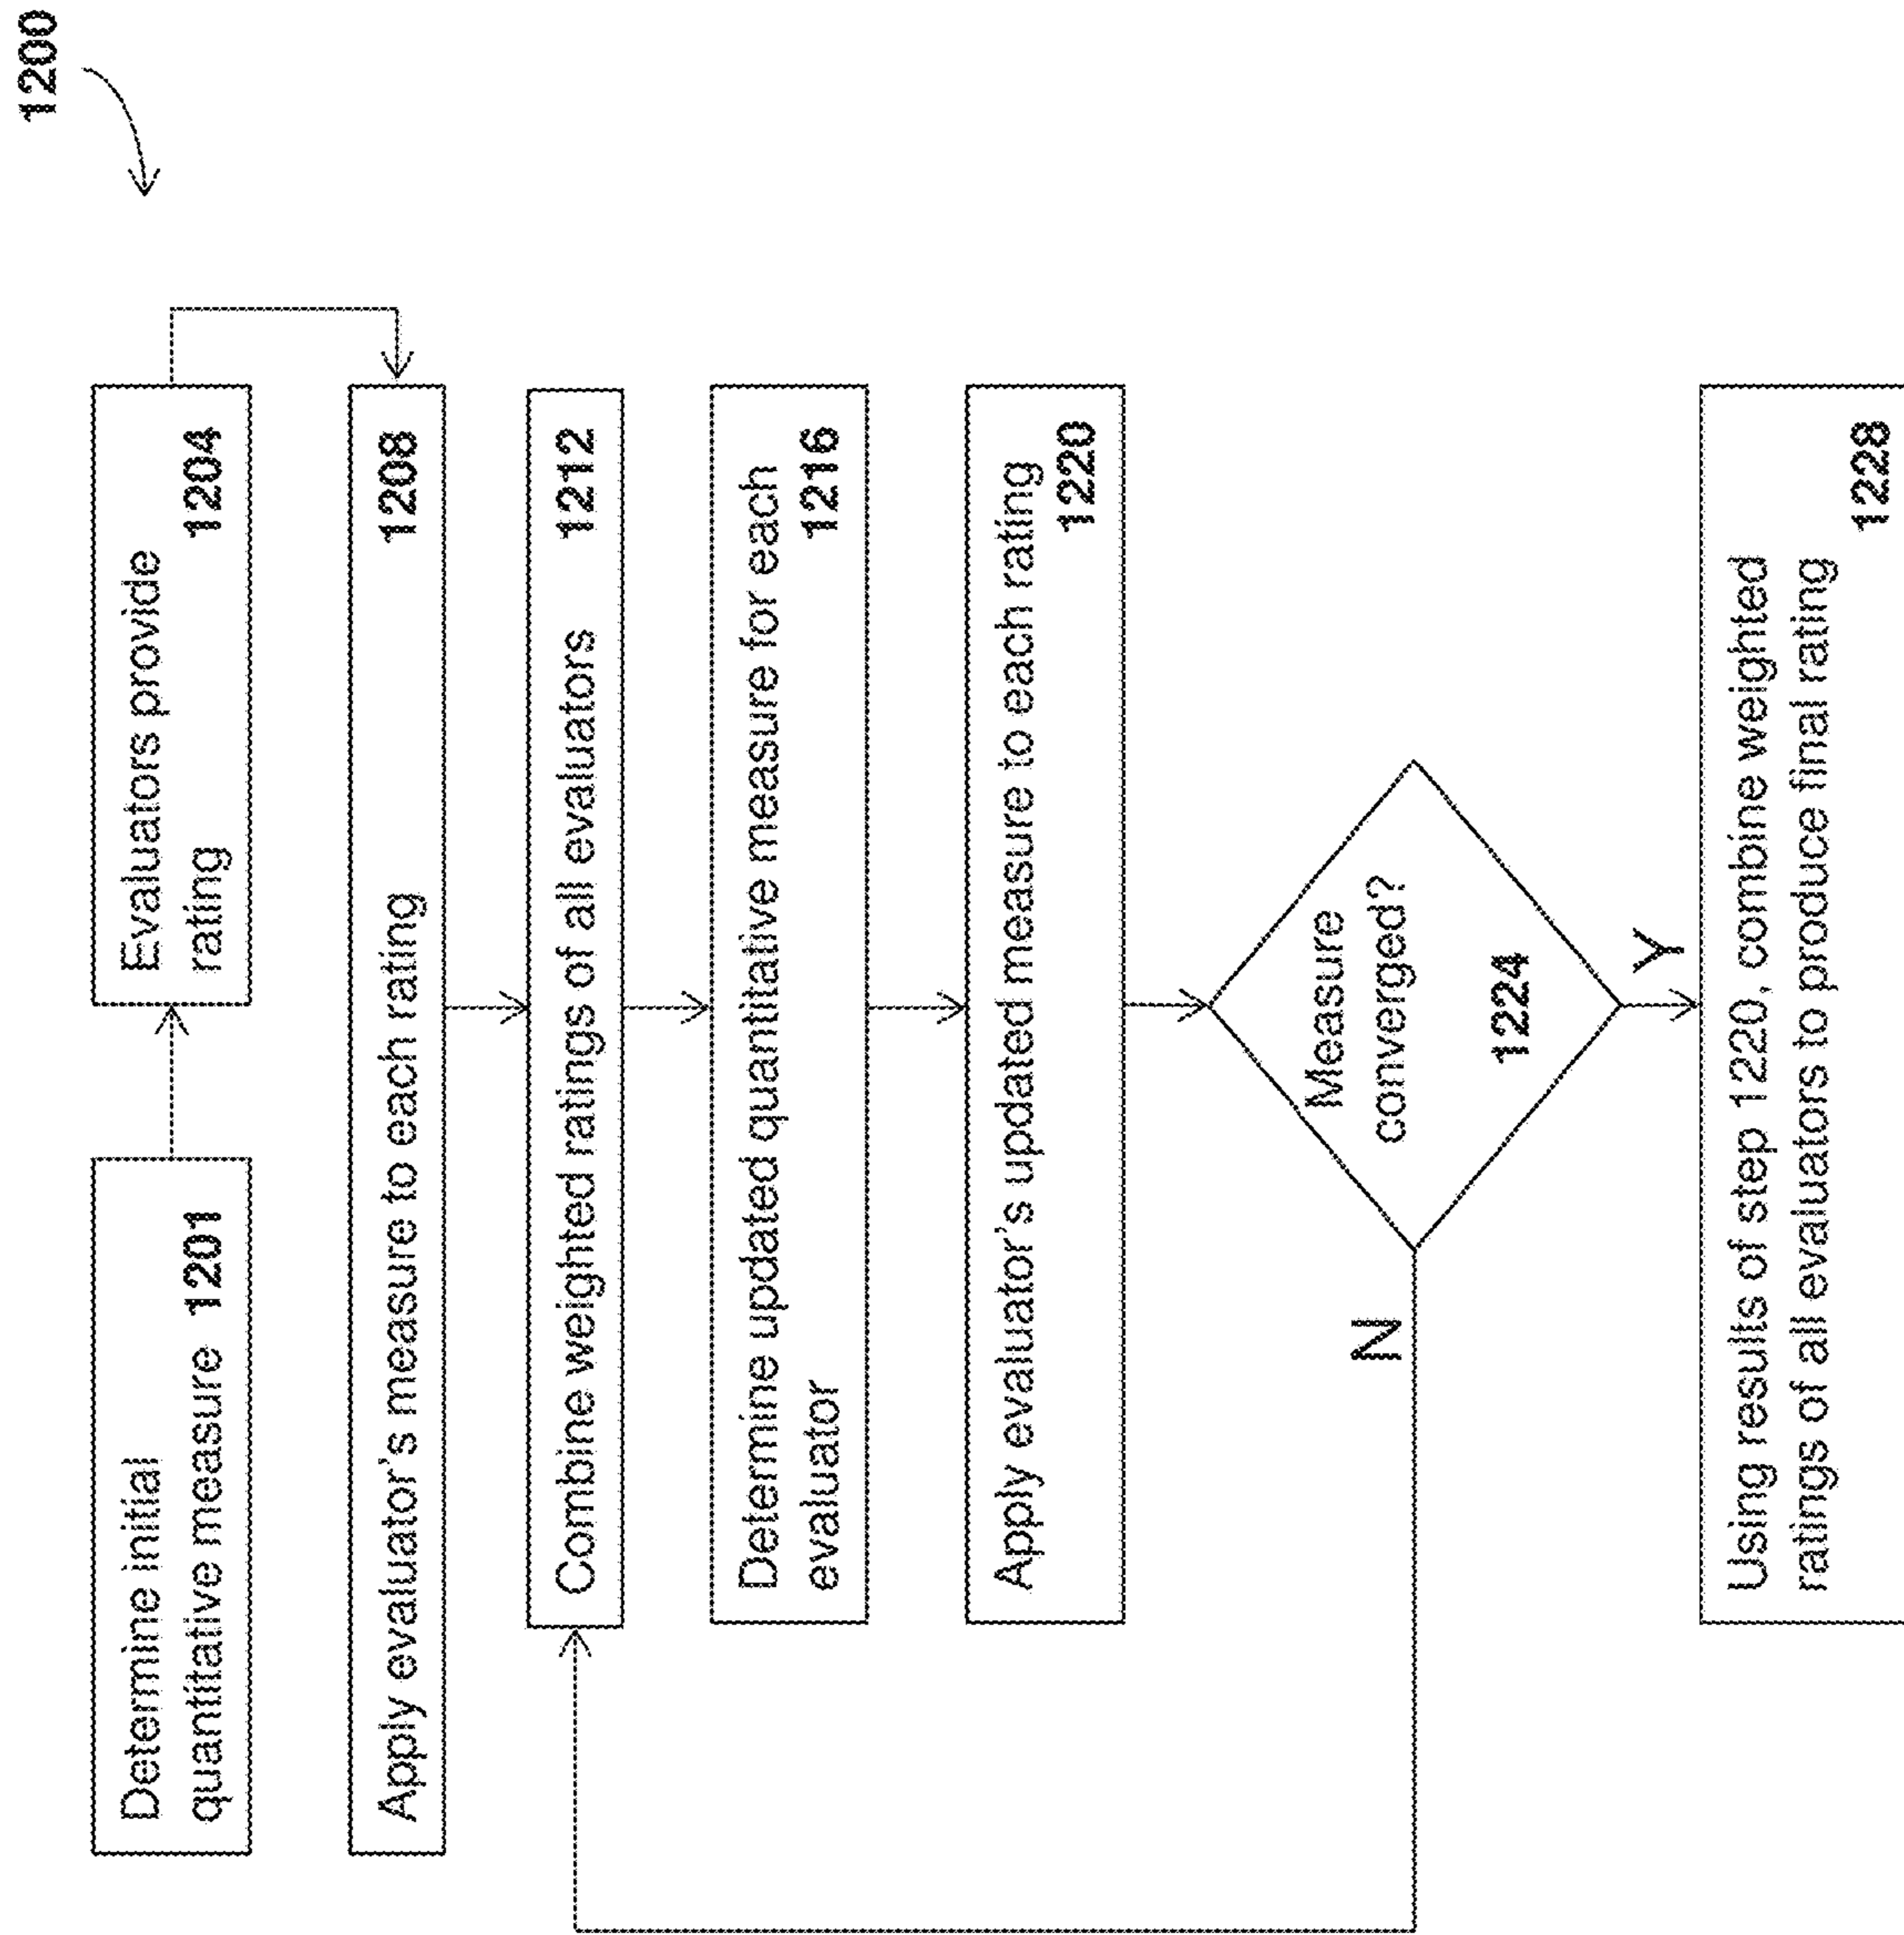 1200
Determine initial
quantitative measure 1201
Evaluators provide
rating 1204
Apply evaluator's measure to each rating 1208
Combine weighted ratings of all evaluators 1212
Determine updated quantitative measure for each
evaluator 1216
Apply evaluator's updated measure to each rating
1220
Measure
converged?
1224
N
Y
Using results of step 1220, combine weighted
ratings of all evaluators to produce final rating
1228